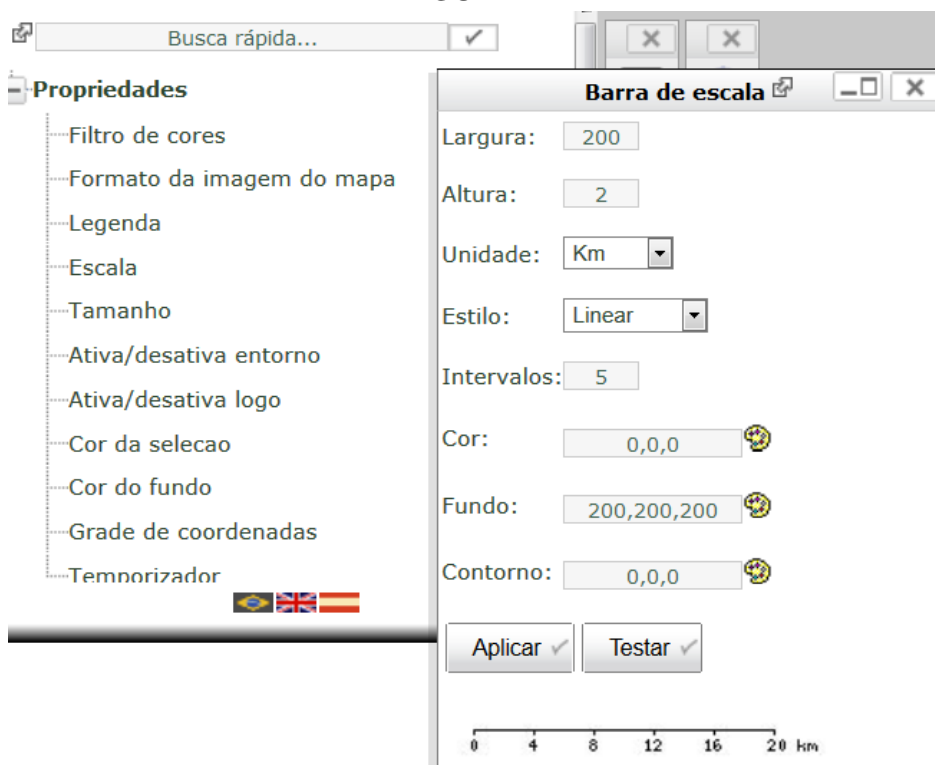 Busca rápida...
Propriedades
Filtro de cores
Formato da imagem do mapa
Legenda
Escala
Tamanho
Ativa/desativa entorno
Ativa/desativa logo
Cor da selecao
Cor do fundo
Grade de coordenadas
Temporizador
Barra de escala
Largura: 200
Altura: 2
Unidade: Km
Estilo: Linear
Intervalos: 5
Cor: 0,0,0
Fundo: 200,200,200
Contorno: 0,0,0
Aplicar Testar
0 4 8 12 16 20 km